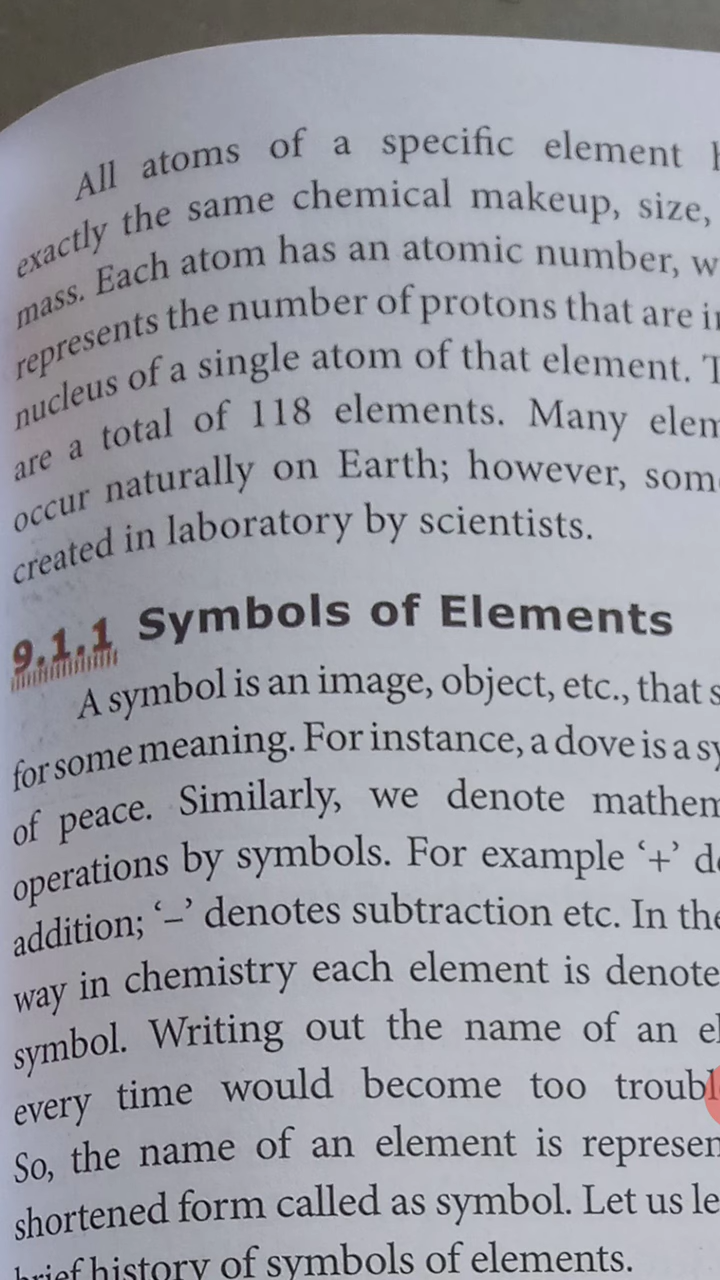 All atoms of a specific element
exactly the same chemical makeup, size,
mass. Each atom has an atomic number,
represents the number of protons that are
nucleus of a single atom of that element.
are a total of 118 elements. Many
occur naturally on Earth; however,
created in laboratory by scientists.
9.1.1 Symbols of Elements
A symbol is an image, object, etc., that
for some meaning. For instance, a dove is a
of peace. Similarly, we denote
operations by symbols. For example ‘+’
addition; ‘–’ denotes subtraction etc. In
way in chemistry each element is
symbol. Writing out the name of an
every time would become too
So, the name of an element is
shortened form called as symbol. Let us
brief history of symbols of elements.